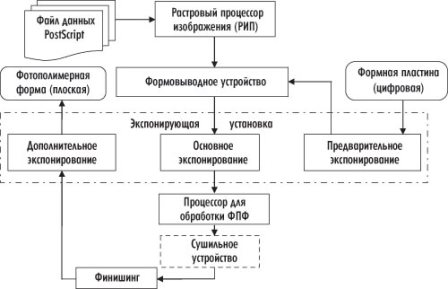 Файл данных
PostScript
Растровый процессор
изображения (РИП)
Фотополимерная
форма (плоская)
Формовыводное устройство
Формная пластина
(цифровая)
Экспонирующая установка
Дополнительное
экспонирование
Основное
экспонирование
Предварительное
экспонирование
Процессор для
обработки ФПФ
Сушильное
устройство
Финишинг